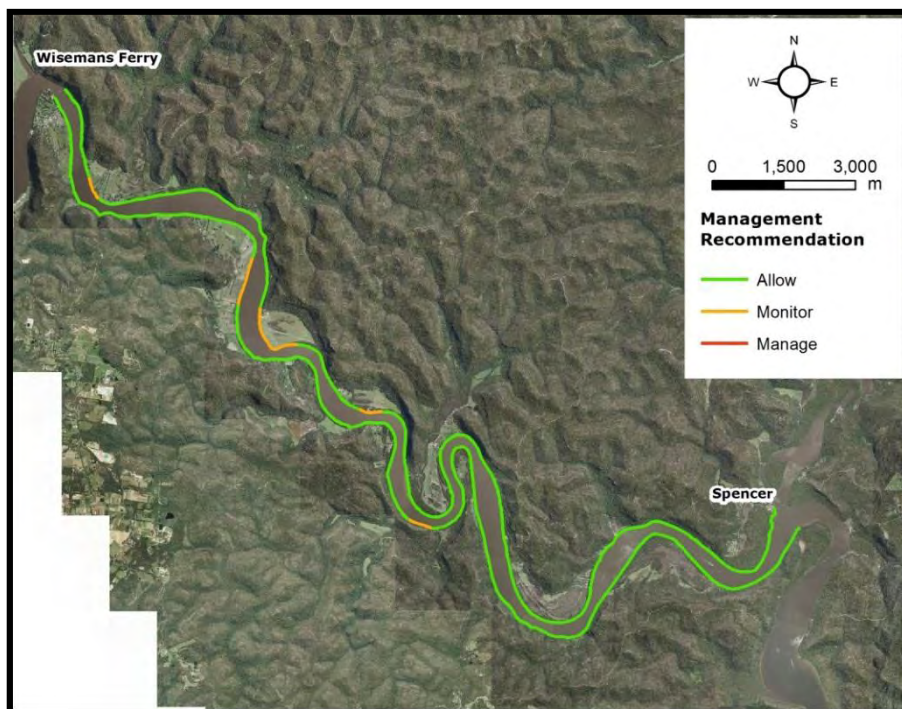 Wisemans Ferry
N
W E
S
0 1,500 3,000
m
Management
Recommendation
Allow
Monitor
Manage
Spencer